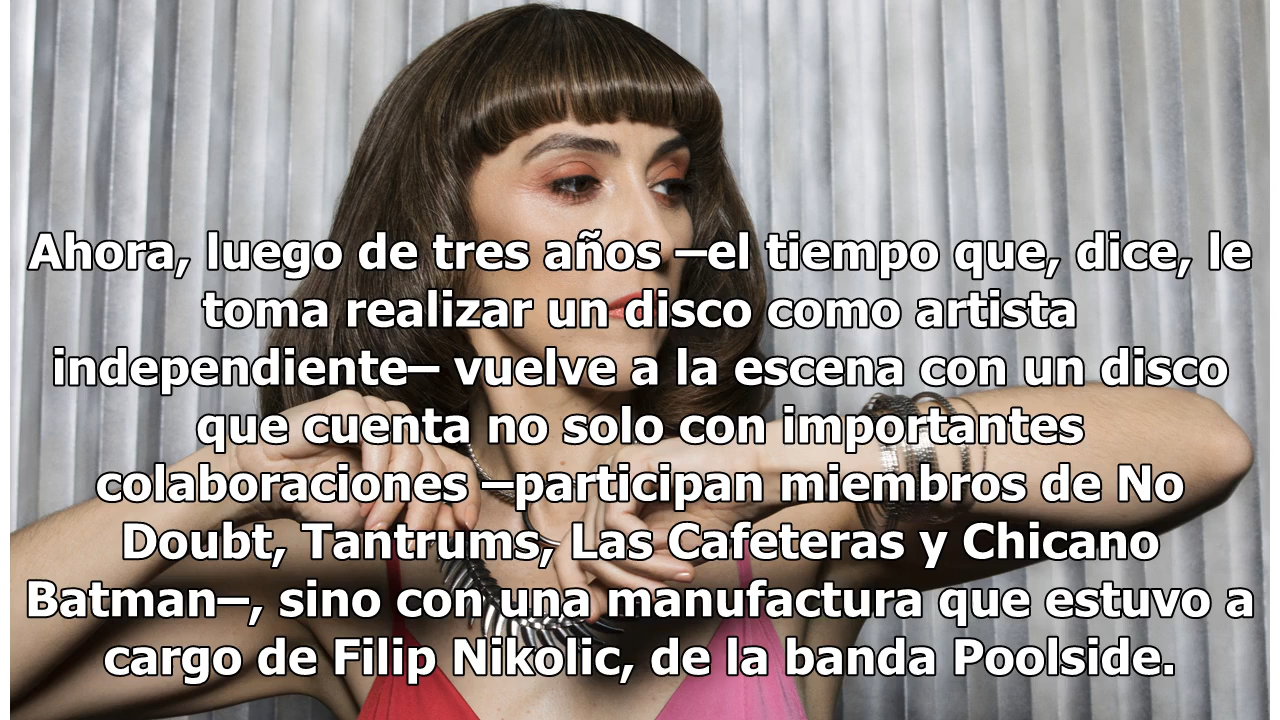 Ahora, luego de tres años –el tiempo que, dice, le
toma realizar un disco como artista
independiente– vuelve a la escena con un disco
que cuenta no solo con importantes
colaboraciones –participan miembros de No
Doubt, Tantrums, Las Cafeteras y Chicano
Batman–, sino con una manufactura que estuvo a
cargo de Filip Nikolic, de la banda Poolside.